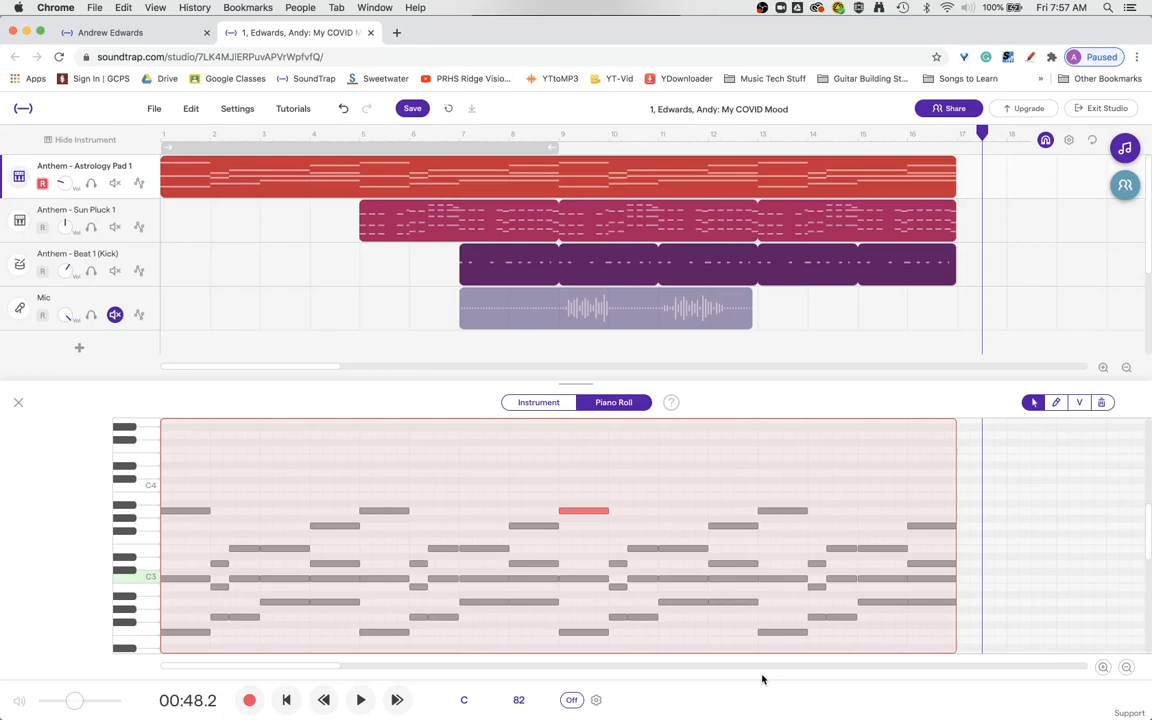 Chrome File Edit View History Bookmarks People Tab Window Help 100% Fri 7:57 AM
Andrew Edwards 1, Edwards, Andy: My COVID M
soundtrap.com/studio/7LK4MJIERPuvAPVrWpfvfQ/ A Paused
Apps Sign In | GCPS Drive Google Classes SoundTrap Sweetwater PRHS Ridge Visio... YTtoMP3 YT-Vid YDownloader Music Tech Stuff Guitar Building St... Songs to Learn » Other Bookmarks
File Edit Settings Tutorials Save 1, Edwards, Andy: My COVID Mood Share Upgrade Exit Studio
Hide Instrument 1 2 3 4 5 6 7 8 9 10 11 12 13 14 15 16 17 18
Anthem - Astrology Pad 1
R Vol
Anthem - Sun Pluck 1
R Vol
Anthem - Beat 1 (Kick)
R Vol
Mic
R Vol
Instrument Piano Roll ? V
C4
C3
00:48.2 C 82 Off
Support